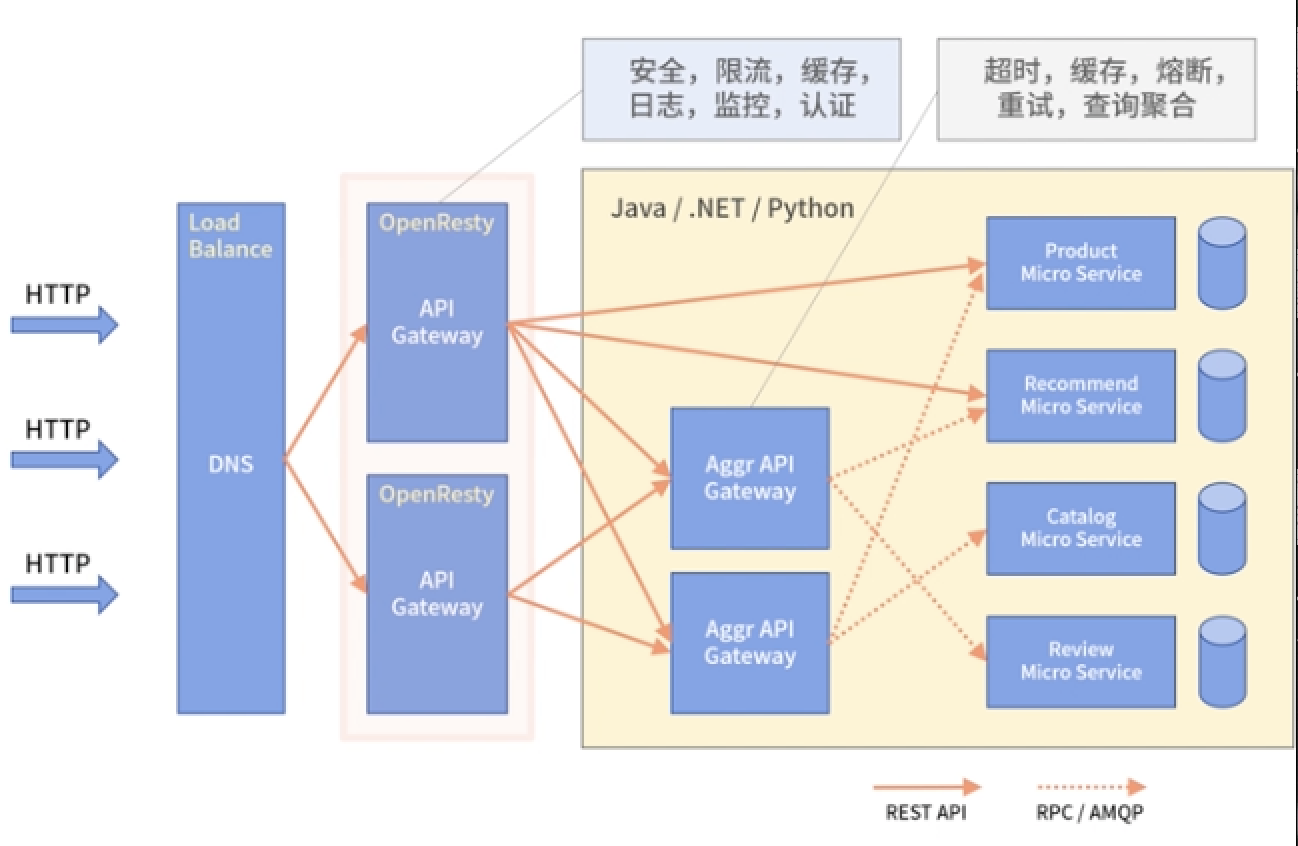 安全，限流，缓存，
日志，监控，认证
超时，缓存，熔断，
重试，查询聚合
Java / .NET / Python
Load
Balance
DNS
HTTP
HTTP
HTTP
OpenResty
API
Gateway
OpenResty
API
Gateway
Aggr API
Gateway
Aggr API
Gateway
Product
Micro Service
Recommend
Micro Service
Catalog
Micro Service
Review
Micro Service
REST API
RPC / AMQP